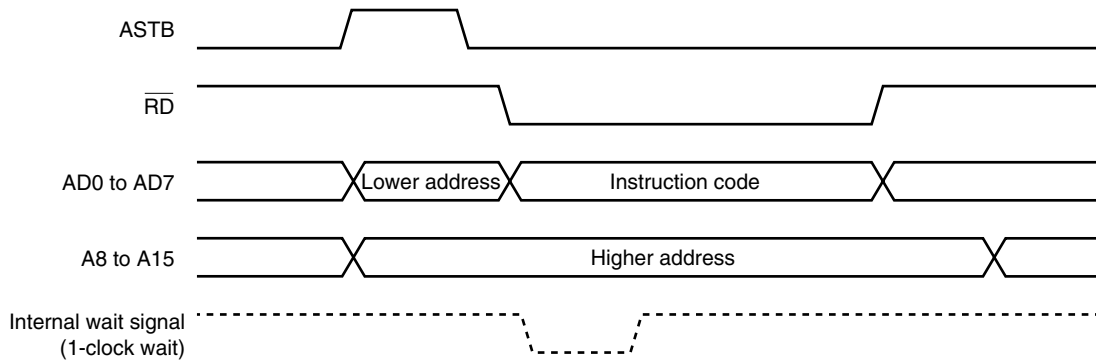 ASTB
RD
AD0 to AD7
Lower address
Instruction code
A8 to A15
Higher address
Internal wait signal
(1-clock wait)